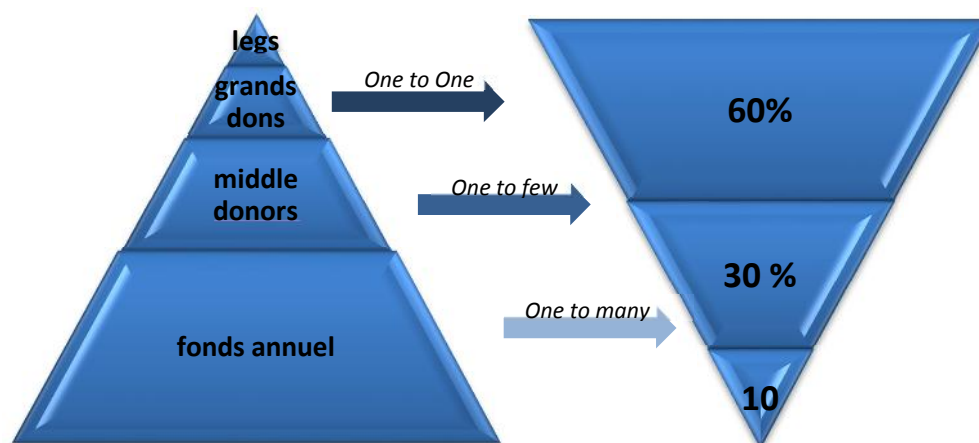 legs
grands
dons
One to One
60%
middle
donors
One to few
30 %
One to many
fonds annuel
10